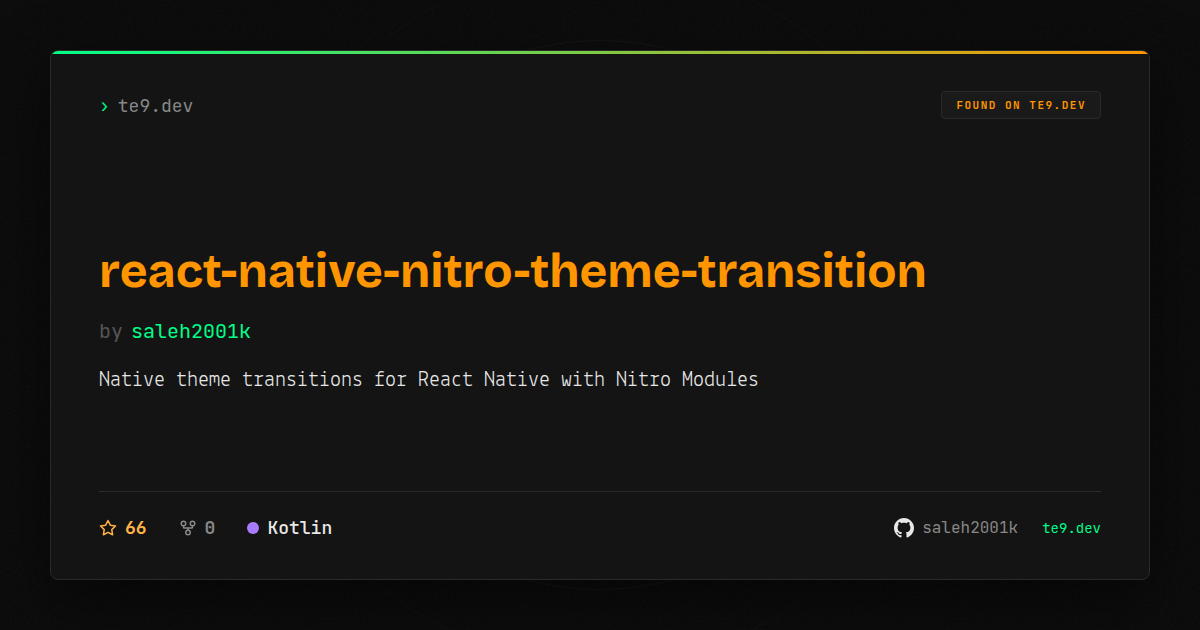 › te9.dev
FOUND ON TE9.DEV
react-native-nitro-theme-transition
by saleh2001k
Native theme transitions for React Native with Nitro Modules
66 0 Kotlin
saleh2001k te9.dev